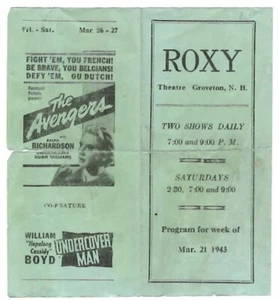 Fri. - Sat. Mar 26 - 27
FIGHT 'EM, YOU FRENCH!
BE BRAVE, YOU BELGIANS!
DEFY 'EM, GU DUTCH!
The
Avengers
RALPH
RICHARDSON
CO-FEATURE
WILLIAM
"Hopalong
Cassidy"
BOYD
UNDERCOVER
MAN
ROXY
Theatre Groveton, N. H.
TWO SHOWS DAILY
7:00 and 9:00 P. M.
SATURDAYS
2:30, 7:00 and 9:00
Program for week of
Mar. 21 1943